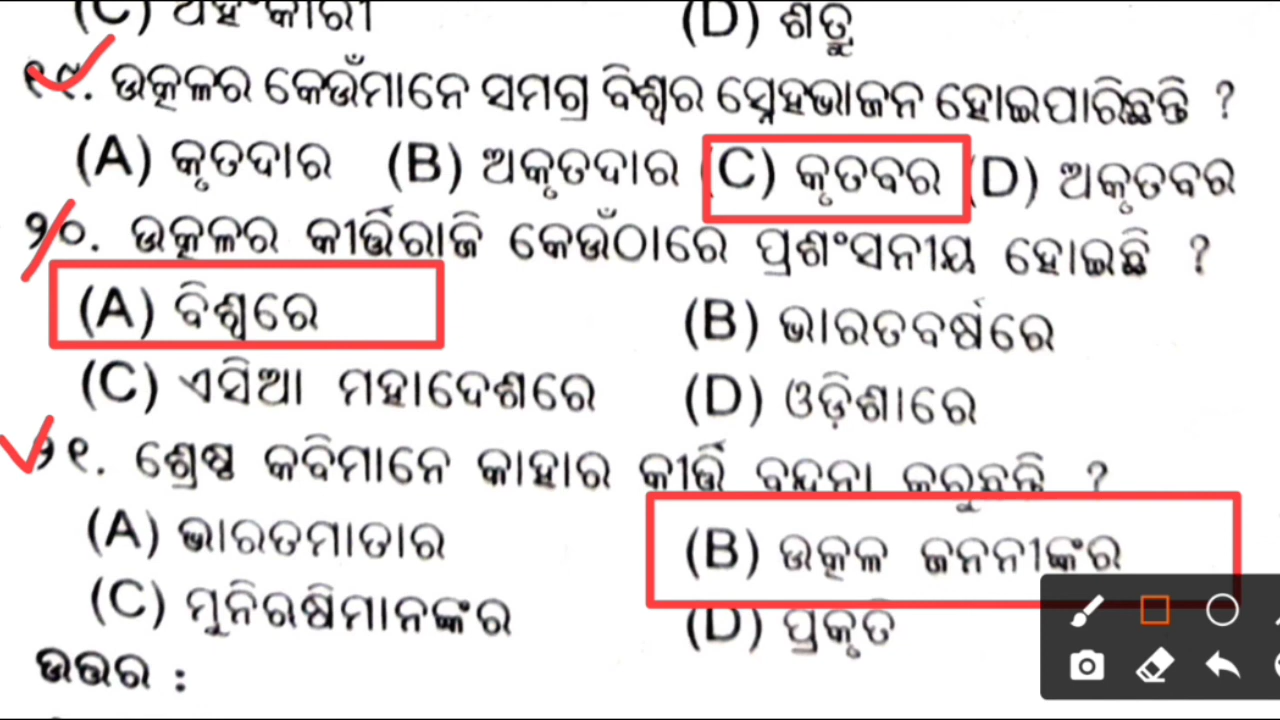 (C) ଅହଂକାରୀ (D) ଶତ୍ରୁ
୧୯. ଉତ୍କଳର କେଉଁମାନେ ସମଗ୍ର ବିଶ୍ୱର ସ୍ନେହଭାଜନ ହୋଇପାରିଛନ୍ତି ?
(A) କୃତଦାର (B) ଅକୃତଦାର (C) କୃତବର (D) ଅକୃତବର
୨୦. ଉତ୍କଳର କୀର୍ତ୍ତିରାଜି କେଉଁଠାରେ ପ୍ରଶଂସନୀୟ ହୋଇଛି ?
(A) ବିଶ୍ୱରେ (B) ଭାରତବର୍ଷରେ
(C) ଏସିଆ ମହାଦେଶରେ (D) ଓଡ଼ିଶାରେ
୨୧. ଶ୍ରେଷ୍ଠ କବିମାନେ କାହାର କୀର୍ତ୍ତି ବନ୍ଦନା କରୁଛନ୍ତି ?
(A) ଭାରତମାତାର (B) ଉତ୍କଳ ଜନନୀଙ୍କର
(C) ମୁନିଋଷିମାନଙ୍କର (D) ପ୍ରକୃତି
ଉତ୍ତର :